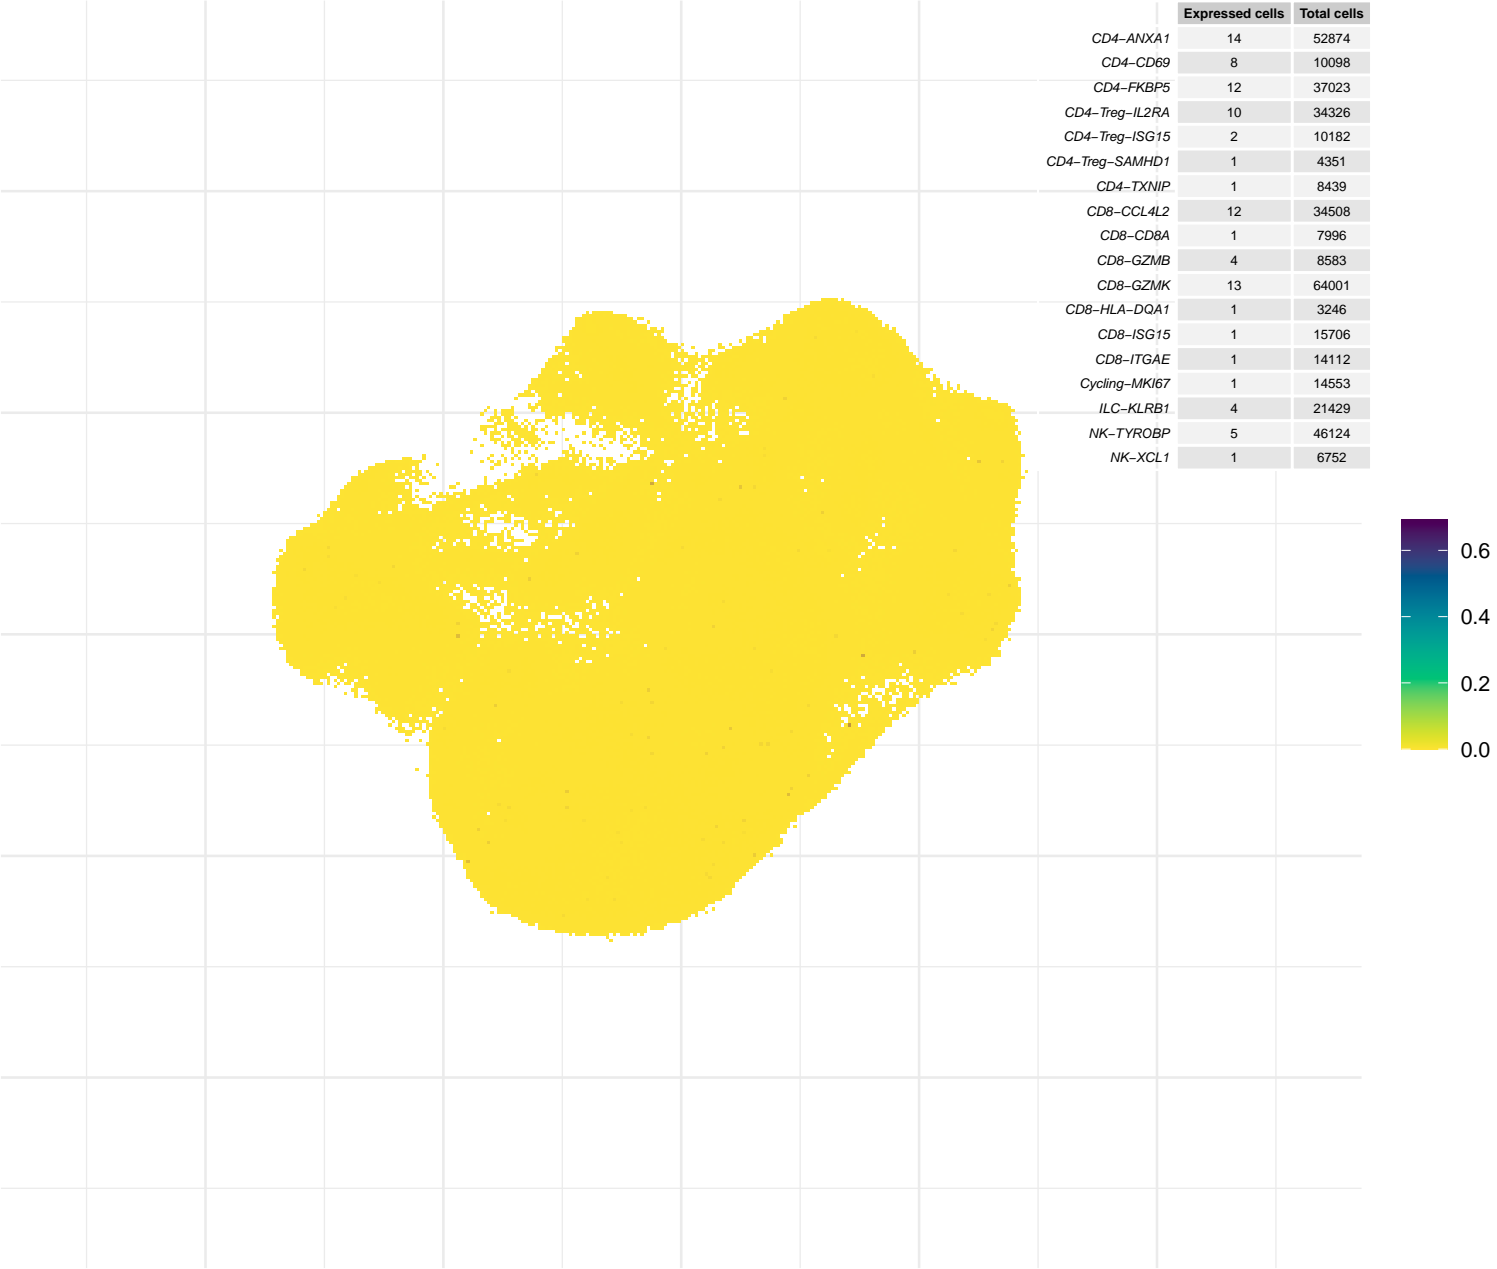 Expressed cells Total cells
CD4−ANXA1 14 52874
CD4−CD69 8 10098
CD4−FKBP5 12 37023
CD4−Treg−IL2RA 10 34326
CD4−Treg−ISG15 2 10182
CD4−Treg−SAMHD1 1 4351
CD4−TXNIP 1 8439
CD8−CCL4L2 12 34508
CD8−CD8A 1 7996
CD8−GZMB 4 8583
CD8−GZMK 13 64001
CD8−HLA−DQA1 1 3246
CD8−ISG15 1 15706
CD8−ITGAE 1 14112
Cycling−MKI67 1 14553
ILC−KLRB1 4 21429
NK−TYROBP 5 46124
NK−XCL1 1 6752
0.6
0.4
0.2
0.0